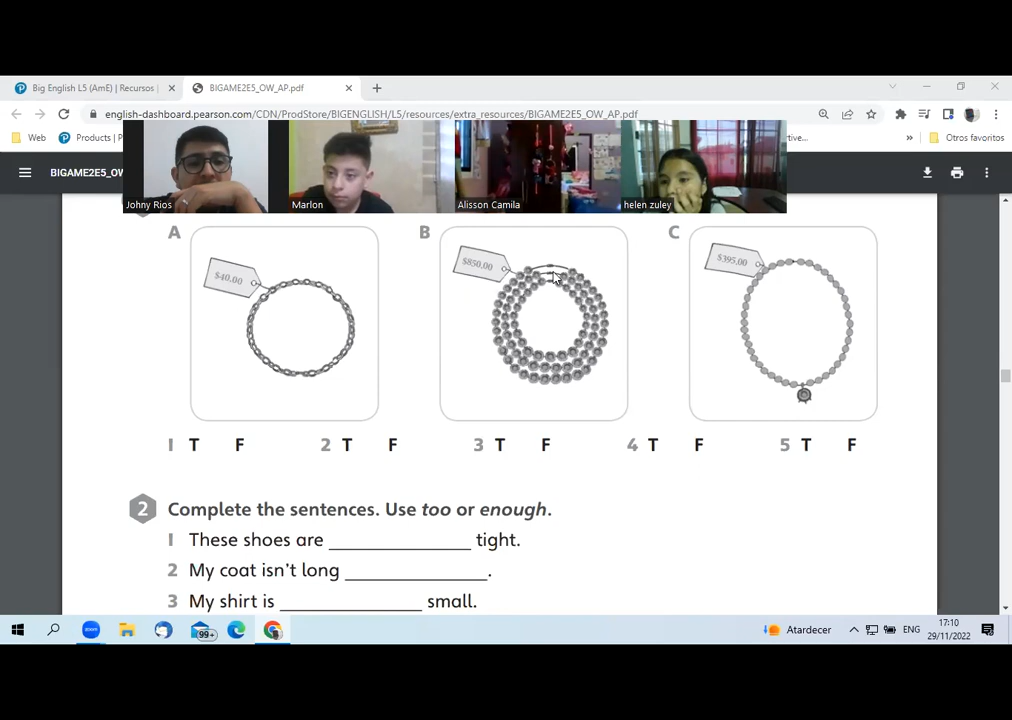 Big English L5 (AmE) | Recursos
BIGAME2E5_OW_AP.pdf
english-dashboard.pearson.com/CDN/ProdStore/BIGENGLISH/L5/resources/extra_resources/BIGAME2E5_OW_AP.pdf
Web
Products | P
Otros favoritos
BIGAME2E5_OW
Johny Rios
Marlon
Alisson Camila
helen zuley
A
B
C
$40.00
$850.00
$395.00
1 T F 2 T F 3 T F 4 T F 5 T F
2 Complete the sentences. Use too or enough.
1 These shoes are ______________ tight.
2 My coat isn't long ______________.
3 My shirt is ______________ small.
99+
Atardecer
ENG
17:10
29/11/2022